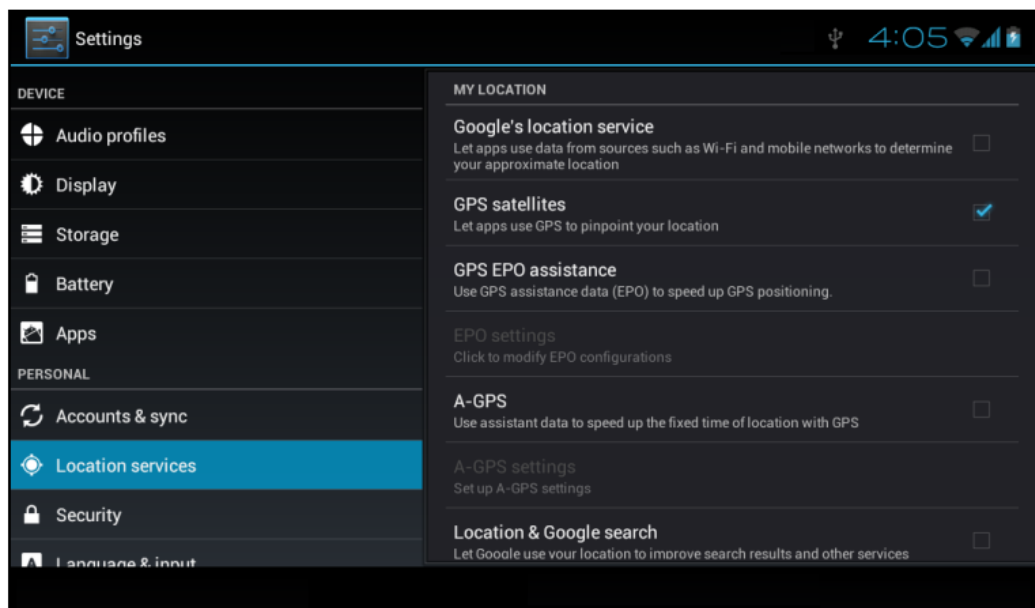 Settings
4:05
DEVICE
Audio profiles
Display
Storage
Battery
Apps
PERSONAL
Accounts & sync
Location services
Security
Language & input
MY LOCATION
Google's location service
Let apps use data from sources such as Wi-Fi and mobile networks to determine
your approximate location
GPS satellites
Let apps use GPS to pinpoint your location
GPS EPO assistance
Use GPS assistance data (EPO) to speed up GPS positioning.
EPO settings
Click to modify EPO configurations
A-GPS
Use assistant data to speed up the fixed time of location with GPS
A-GPS settings
Set up A-GPS settings
Location & Google search
Let Google use your location to improve search results and other services